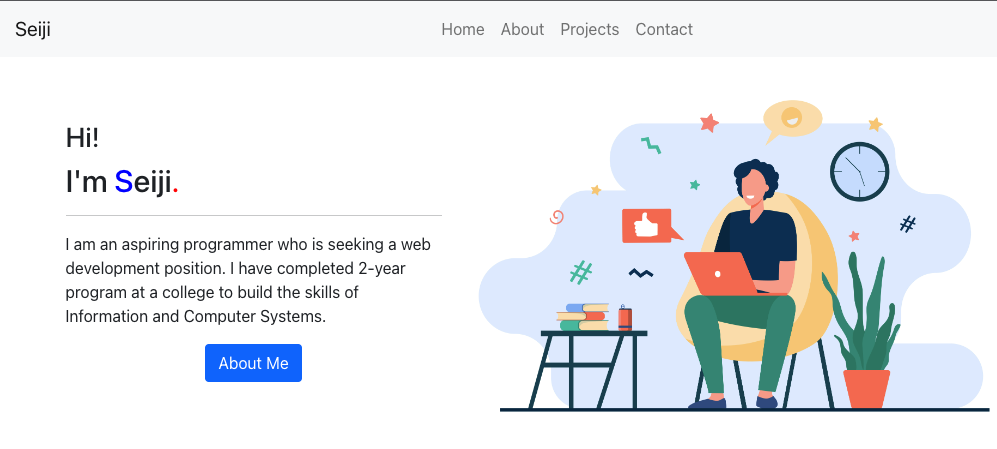 Seiji
Home About Projects Contact
Hi!
I'm Seiji.
I am an aspiring programmer who is seeking a web
development position. I have completed 2-year
program at a college to build the skills of
Information and Computer Systems.
About Me